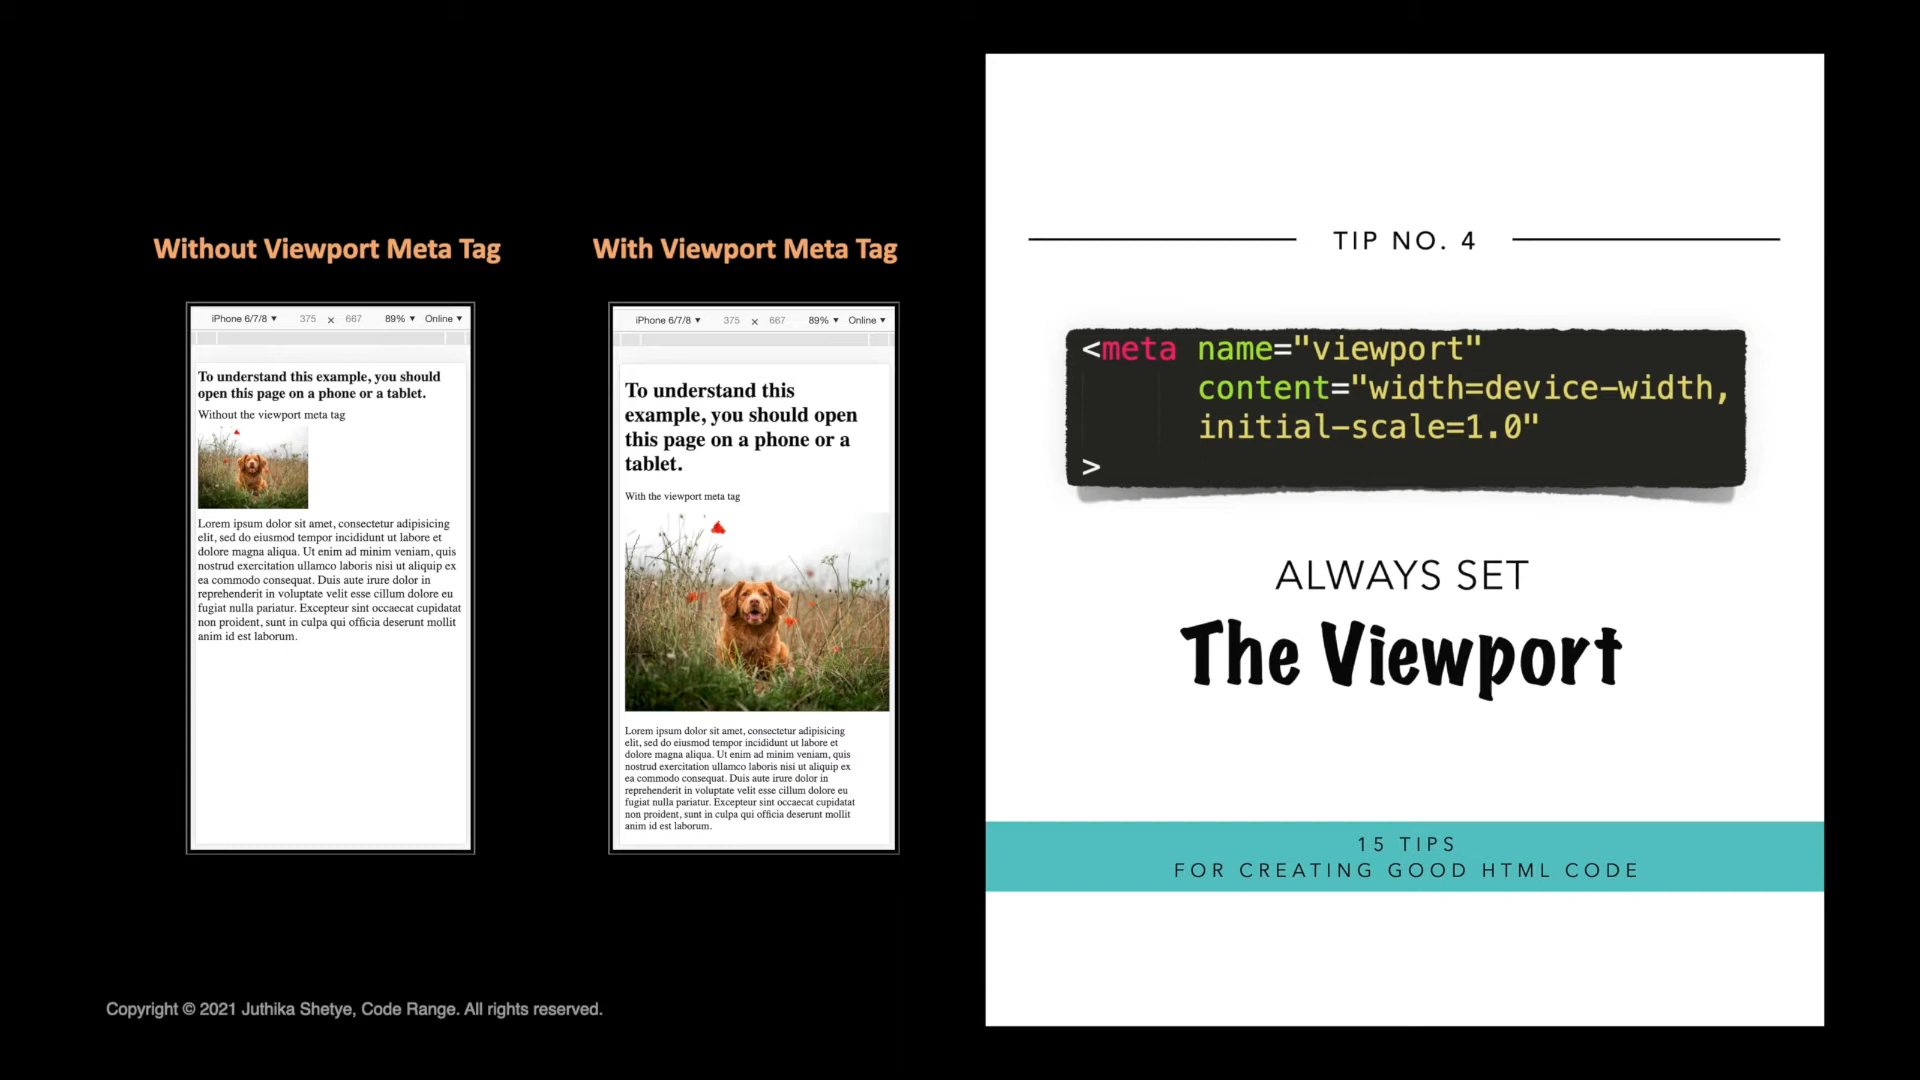 Without Viewport Meta Tag
iPhone 6/7/8 ▼ 375 × 667 89% ▼ Online ▼
To understand this example, you should
open this page on a phone or a tablet.
Without the viewport meta tag
Lorem ipsum dolor sit amet, consectetur adipisicing
elit, sed do eiusmod tempor incididunt ut labore et
dolore magna aliqua. Ut enim ad minim veniam, quis
nostrud exercitation ullamco laboris nisi ut aliquip ex
ea commodo consequat. Duis aute irure dolor in
reprehenderit in voluptate velit esse cillum dolore eu
fugiat nulla pariatur. Excepteur sint occaecat cupidatat
non proident, sunt in culpa qui officia deserunt mollit
anim id est laborum.
With Viewport Meta Tag
iPhone 6/7/8 ▼ 375 × 667 89% ▼ Online ▼
To understand this
example, you should open
this page on a phone or a
tablet.
With the viewport meta tag
Lorem ipsum dolor sit amet, consectetur adipisicing
elit, sed do eiusmod tempor incididunt ut labore et
dolore magna aliqua. Ut enim ad minim veniam, quis
nostrud exercitation ullamco laboris nisi ut aliquip ex
ea commodo consequat. Duis aute irure dolor in
reprehenderit in voluptate velit esse cillum dolore eu
fugiat nulla pariatur. Excepteur sint occaecat cupidatat
non proident, sunt in culpa qui officia deserunt mollit
anim id est laborum.
TIP NO. 4
<meta name="viewport"
content="width=device-width,
initial-scale=1.0"
>
ALWAYS SET
The Viewport
15 TIPS
FOR CREATING GOOD HTML CODE
Copyright © 2021 Juthika Shetye, Code Range. All rights reserved.